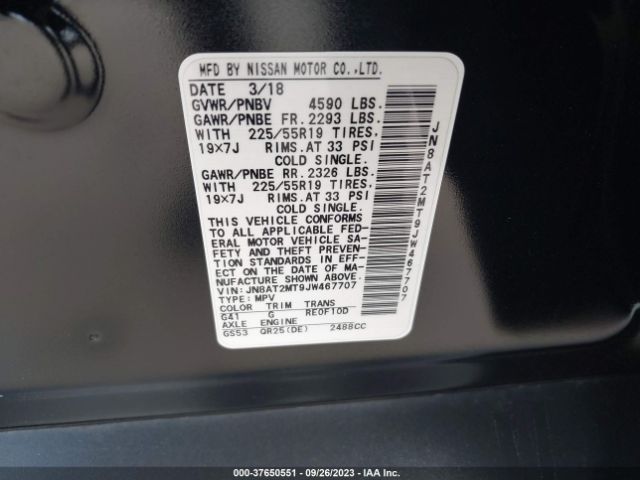 MFD BY NISSAN MOTOR CO.,LTD.
DATE 3/18
GVWR/PNBV 4590 LBS.
GAWR/PNBE FR. 2293 LBS.
WITH 225/55R19 TIRES,
19×7J RIMS.AT 33 PSI
COLD SINGLE.
GAWR/PNBE RR. 2326 LBS.
WITH 225/55R19 TIRES,
19×7J RIMS.AT 33 PSI
COLD SINGLE.
THIS VEHICLE CONFORMS
TO ALL APPLICABLE FED-
ERAL MOTOR VEHICLE SA-
FETY AND THEFT PREVEN-
TION STANDARDS IN EFF-
ECT ON THE DATE OF MA-
NUFACTURE SHOWN ABOVE.
VIN: JN8AT2MT9JW467707
TYPE: MPV
COLOR TRIM TRANS
G41 G RE0F10D
AXLE ENGINE
GS53 QR25(DE) 2488CC
JN8AT2MT9JW467707
000-37650551 - 09/26/2023 - IAA Inc.